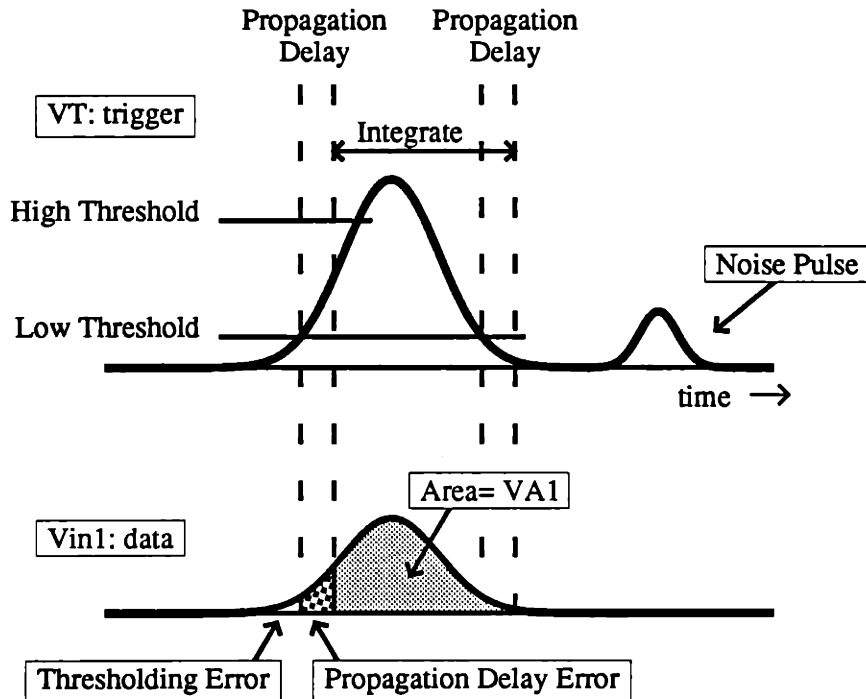 Propagation Delay
Propagation Delay
VT: trigger
Integrate
High Threshold
Noise Pulse
Low Threshold
time
Area= VA1
Vin1: data
Thresholding Error
Propagation Delay Error